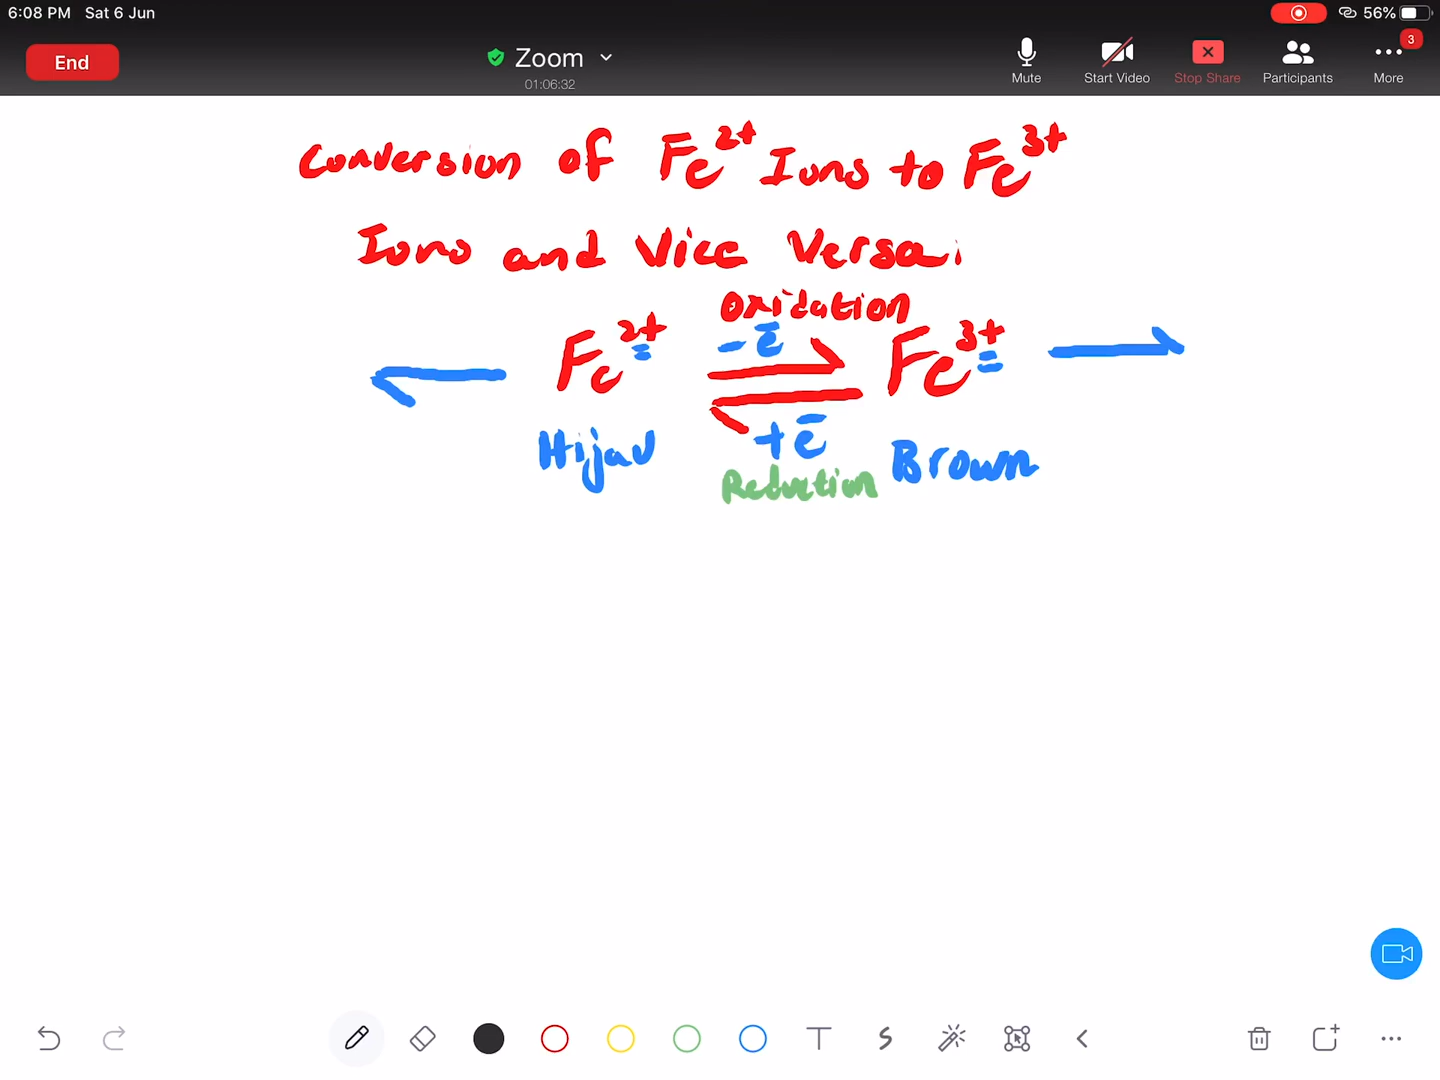 6:08 PM Sat 6 Jun
56%
End
Zoom
01:06:32
Mute
Start Video
Stop Share
Participants
More
3
Conversion of Fe²⁺ Ions to Fe³⁺
Ions and Vice Versa.
Oxidation
-ē
Fe²⁺ ⇌ Fe³⁺
+ē
Hijau
Brown
Reduction
T